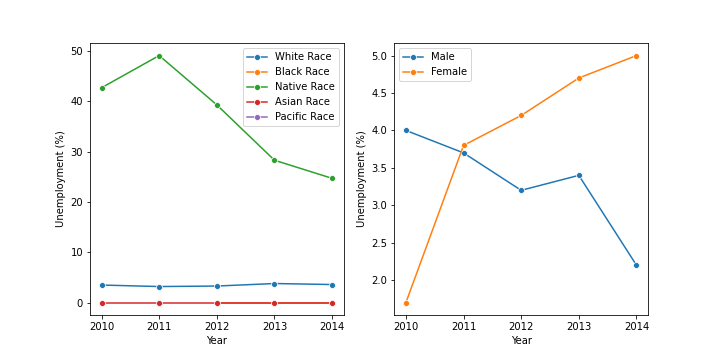 50
40
30
20
10
0
Unemployment (%)
2010 2011 2012 2013 2014
Year
White Race
Black Race
Native Race
Asian Race
Pacific Race
5.0
4.5
4.0
3.5
3.0
2.5
2.0
Unemployment (%)
2010 2011 2012 2013 2014
Year
Male
Female